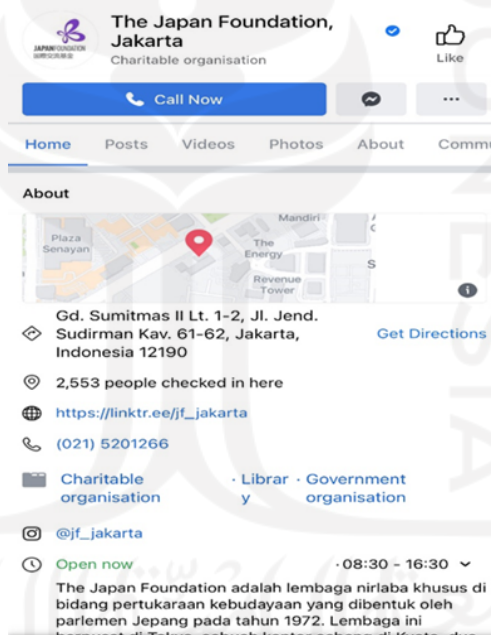 The Japan Foundation,
Jakarta
Charitable organisation
JAPANFOUNDATION
Like
Call Now
Home Posts Videos Photos About Commu
About
Plaza
Senayan
Mandiri
The
Energy
Revenue
Tower
S
Gd. Sumitmas II Lt. 1-2, Jl. Jend.
Sudirman Kav. 61-62, Jakarta,
Indonesia 12190
Get Directions
2,553 people checked in here
https://linktr.ee/jf_jakarta
(021) 5201266
Charitable · Librar · Government
organisation y organisation
@jf_jakarta
Open now · 08:30 - 16:30
The Japan Foundation adalah lembaga nirlaba khusus di
bidang pertukaran kebudayaan yang dibentuk oleh
parlemen Jepang pada tahun 1972. Lembaga ini